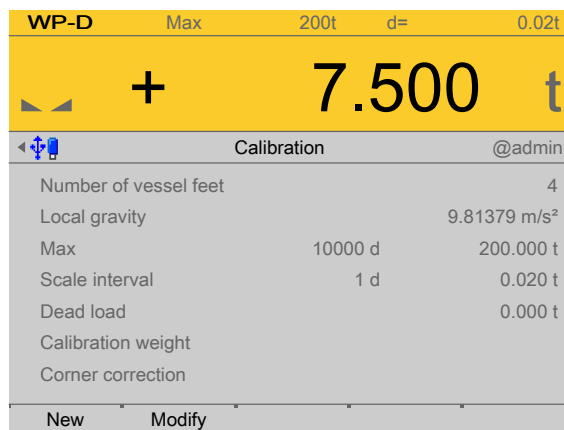 WP-D Max 200t d= 0.02t
+ 7.500 t
Calibration @admin
Number of vessel feet 4
Local gravity 9.81379 m/s²
Max 10000 d 200.000 t
Scale interval 1 d 0.020 t
Dead load 0.000 t
Calibration weight
Corner correction
New Modify